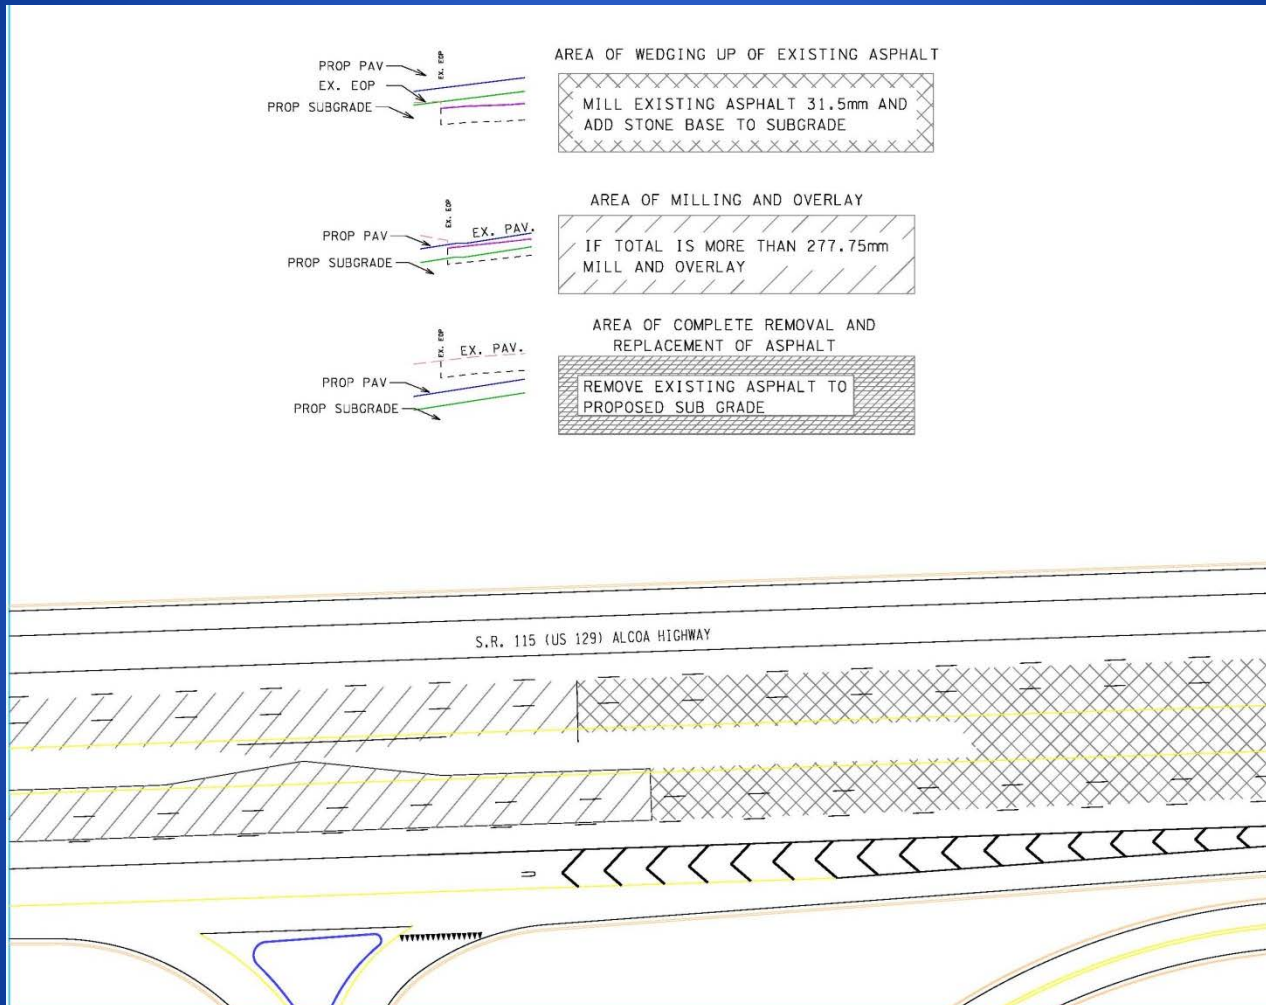 AREA OF WEDGING UP OF EXISTING ASPHALT
PROP PAV
EX. EOP
EX. EOP
PROP SUBGRADE
MILL EXISTING ASPHALT 31.5mm AND
ADD STONE BASE TO SUBGRADE
AREA OF MILLING AND OVERLAY
EX. EOP
EX. PAV.
PROP PAV
PROP SUBGRADE
IF TOTAL IS MORE THAN 277.75mm
MILL AND OVERLAY
AREA OF COMPLETE REMOVAL AND
REPLACEMENT OF ASPHALT
EX. EOP
EX. PAV.
PROP PAV
PROP SUBGRADE
REMOVE EXISTING ASPHALT TO
PROPOSED SUB GRADE
S.R. 115 (US 129) ALCOA HIGHWAY